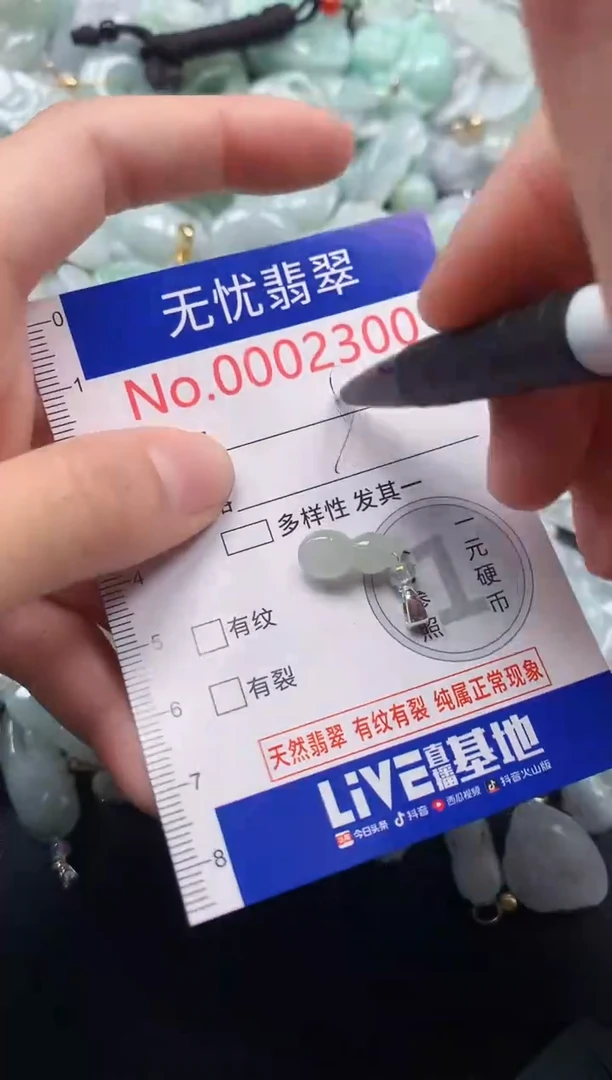 无忧翡翠
No.0002300
0
1
多样性 发其一
一元硬币
参照
1
4
5
有纹
6
有裂
天然翡翠 有纹有裂 纯属正常现象
7
LiVE直播基地
今日头条 抖音 西瓜视频 抖音火山版
8